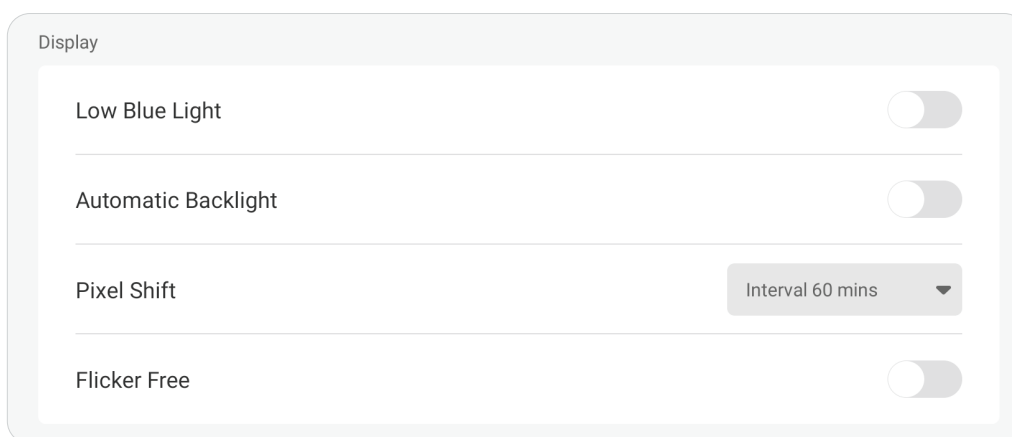 Display
Low Blue Light
Automatic Backlight
Pixel Shift
Interval 60 mins
Flicker Free